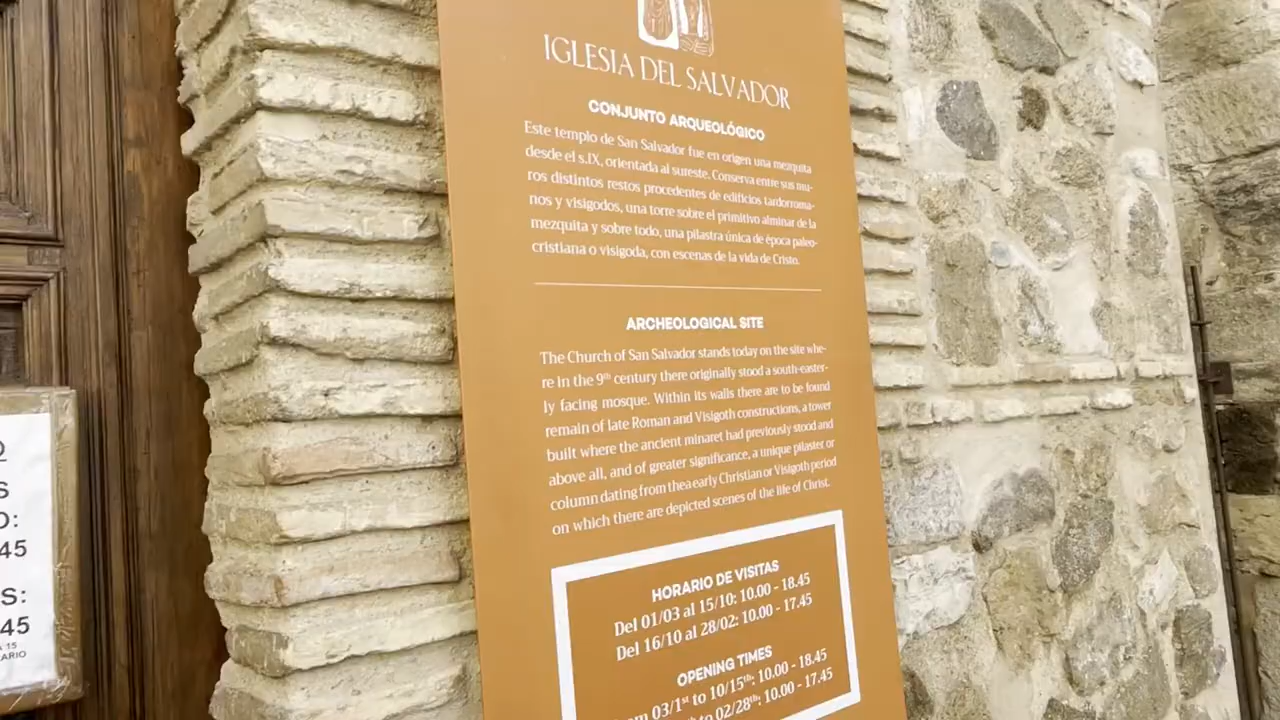 IGLESIA DEL SALVADOR
CONJUNTO ARQUEOLÓGICO
Este templo de San Salvador fue en origen una mezquita
desde el s.IX, orientada al sureste. Conserva entre sus mu-
ros distintos restos procedentes de edificios tardorroma-
nos y visigodos, una torre sobre el primitivo alminar de la
mezquita y sobre todo, una pilastra única de época paleo-
cristiana o visigoda, con escenas de la vida de Cristo.
ARCHEOLOGICAL SITE
The Church of San Salvador stands today on the site whe-
re in the 9th century there originally stood a south-easter-
ly facing mosque. Within its walls there are to be found
remain of late Roman and Visigoth constructions, a tower
built where the ancient minaret had previously stood and
above all, and of greater significance, a unique pilaster or
column dating from thea early Christian or Visigoth period
on which there are depicted scenes of the life of Christ.
HORARIO DE VISITAS
Del 01/03 al 15/10: 10.00 - 18.45
Del 16/10 al 28/02: 10.00 - 17.45
OPENING TIMES
03/1st to 10/15th: 10.00 - 18.45
to 02/28th: 10.00 - 17.45
S
O:
45
S:
45
15
ARIO